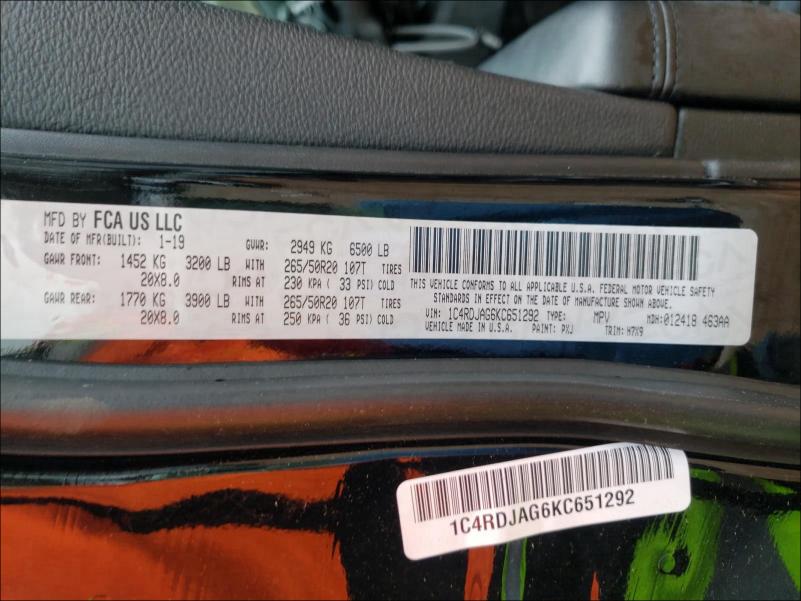 MFD BY FCA US LLC
DATE OF MFR(BUILT): 1-19 GVWR: 2949 KG 6500 LB
GAWR FRONT: 1452 KG 3200 LB WITH 265/50R20 107T TIRES
20X8.0 RIMS AT 230 KPA ( 33 PSI) COLD
GAWR REAR: 1770 KG 3900 LB WITH 265/50R20 107T TIRES
20X8.0 RIMS AT 250 KPA ( 36 PSI) COLD
THIS VEHICLE CONFORMS TO ALL APPLICABLE U.S.A. FEDERAL MOTOR VEHICLE SAFETY
STANDARDS IN EFFECT ON THE DATE OF MANUFACTURE SHOWN ABOVE.
VIN: 1C4RDJAG6KC651292 TYPE: MPV MDH: 012418 463AA
VEHICLE MADE IN U.S.A. PAINT: PXJ TRIM: H7X9
1C4RDJAG6KC651292